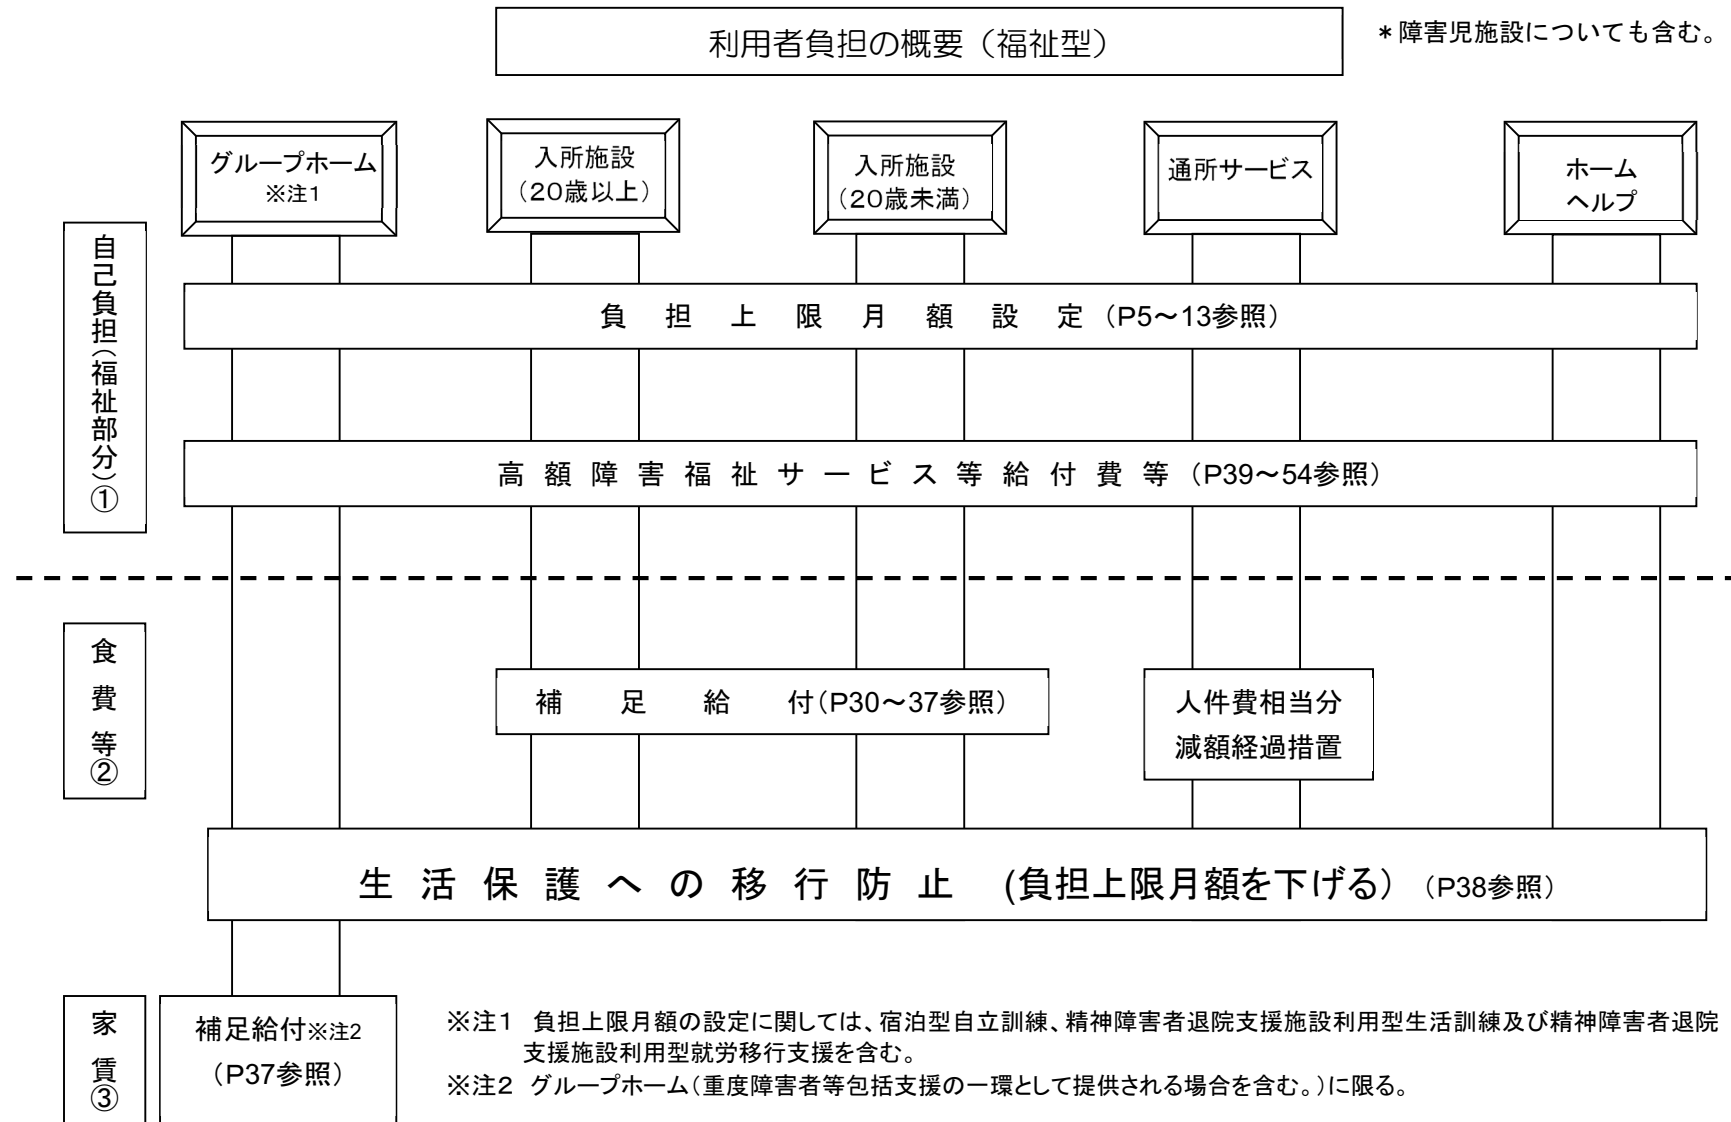 利用者負担の概要（福祉型）
＊障害児施設についても含む。
グループホーム
※注1
入所施設
（20歳以上）
入所施設
（20歳未満）
通所サービス
ホーム
ヘルプ
自己負担（福祉部分）①
負担上限月額設定（P5～13参照）
高額障害福祉サービス等給付費等（P39～54参照）
食費等②
補足給付（P30～37参照）
人件費相当分
減額経過措置
生活保護への移行防止 (負担上限月額を下げる）（P38参照）
家賃③
補足給付※注2
（P37参照）
※注1　負担上限月額の設定に関しては、宿泊型自立訓練、精神障害者退院支援施設利用型生活訓練及び精神障害者退院
支援施設利用型就労移行支援を含む。
※注2　グループホーム（重度障害者等包括支援の一環として提供される場合を含む。）に限る。